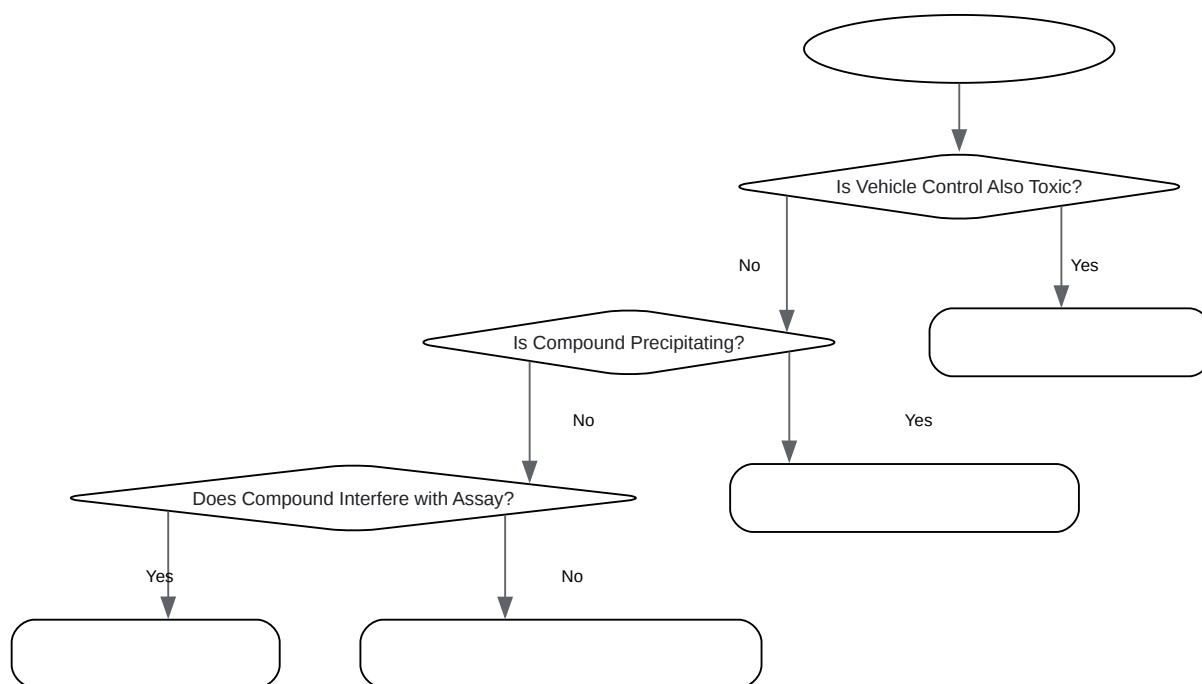 Is Vehicle Control Also Toxic?
No
Yes
Is Compound Precipitating?
No
Yes
Does Compound Interfere with Assay?
Yes
No